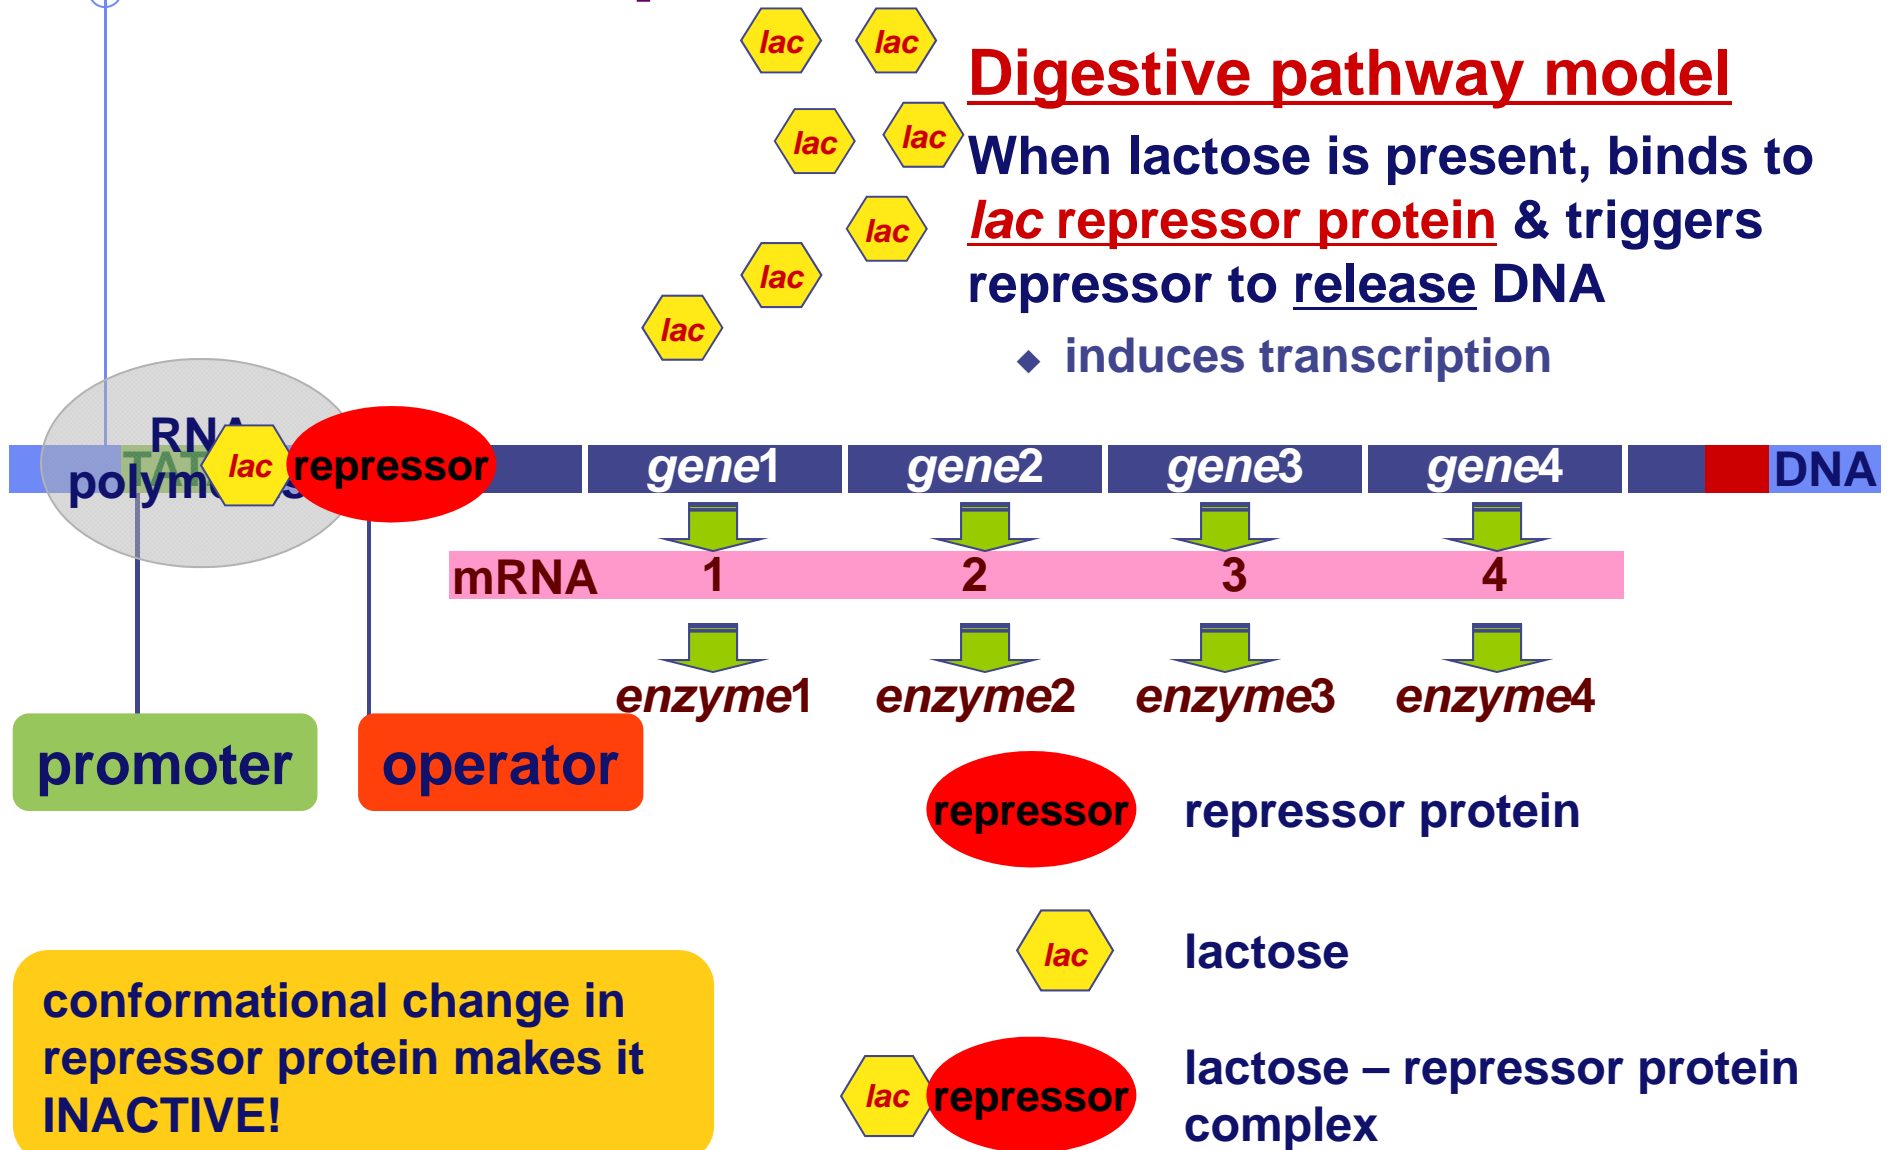 lac lac
Digestive pathway model
lac lac
When lactose is present, binds to
lac repressor protein & triggers
lac
repressor to release DNA
lac
lac
induces transcription
RNA
TAT
lac repressor gene1 gene2 gene3 gene4 DNA
mRNA 1 2 3 4
enzyme1 enzyme2 enzyme3 enzyme4
promoter operator
repressor repressor protein
lac lactose
conformational change in
repressor protein makes it
INACTIVE!
lac repressor lactose – repressor protein
complex